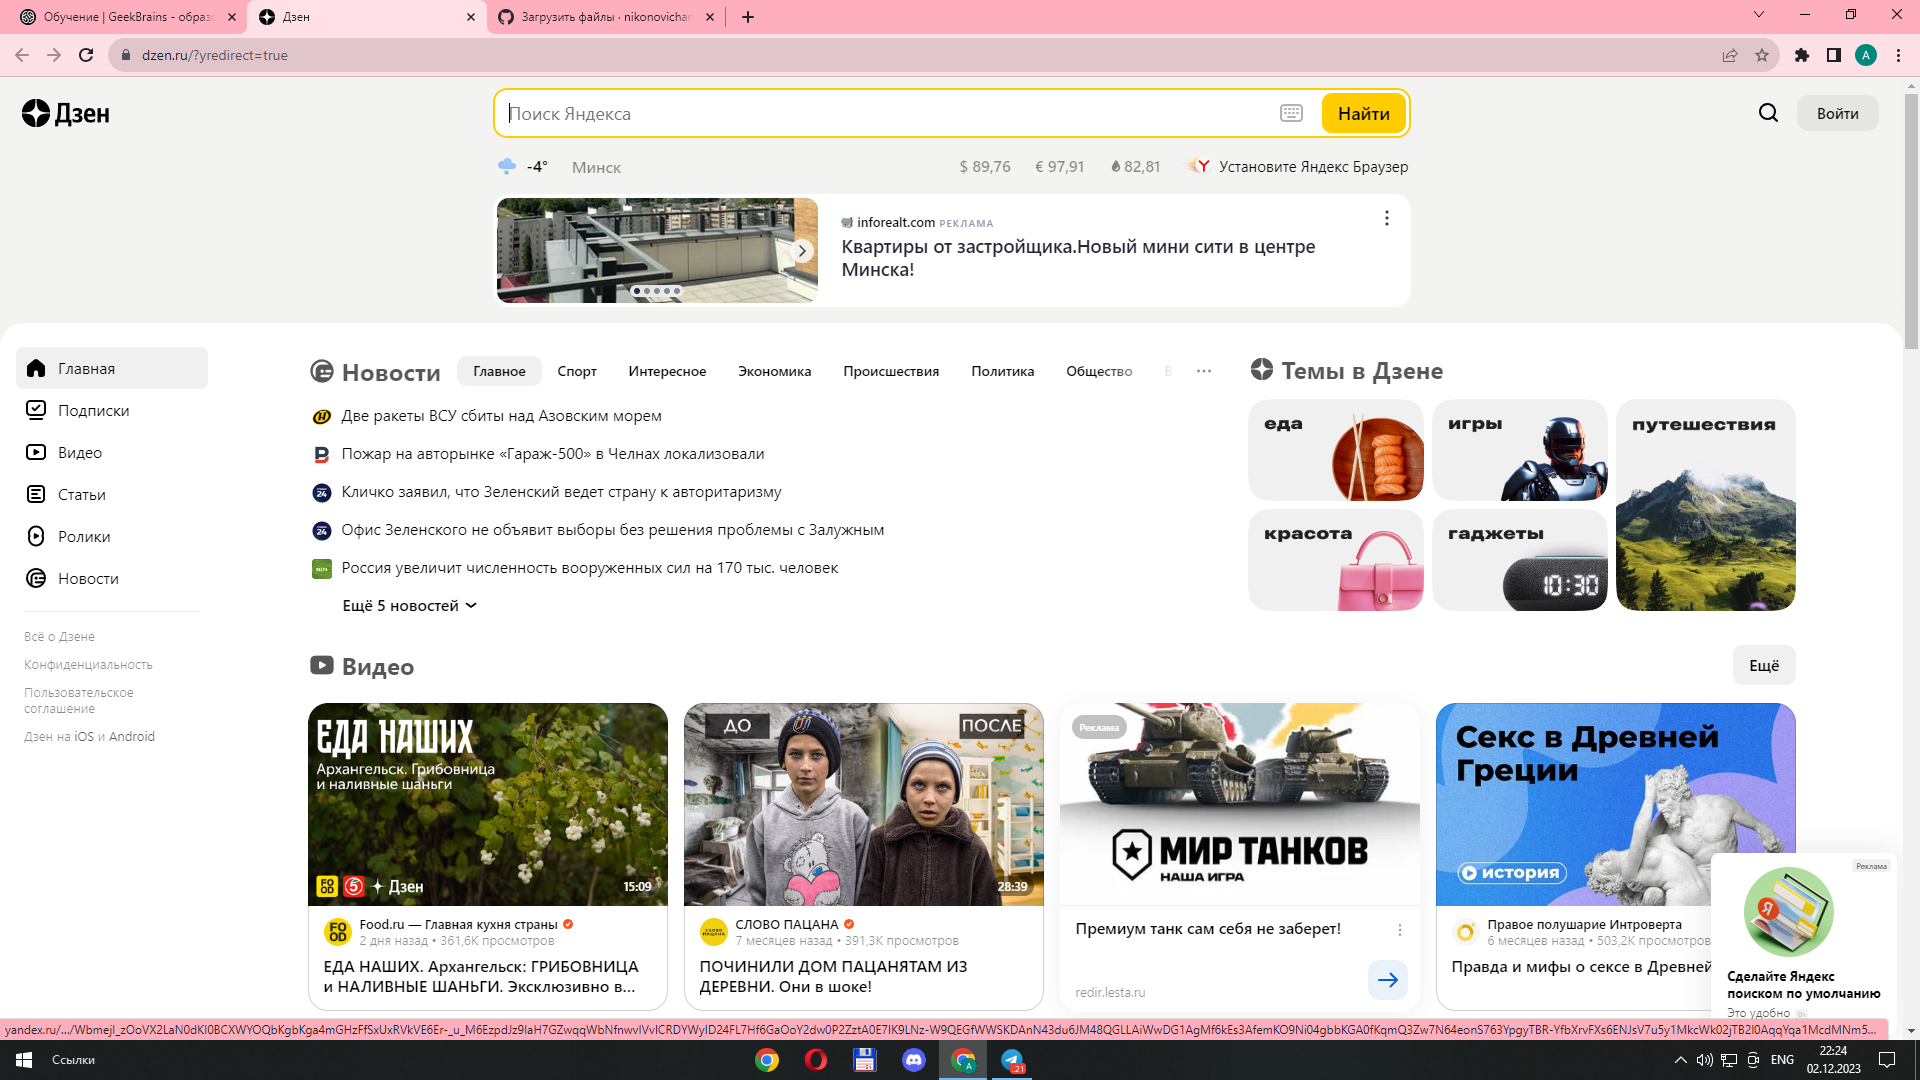 Обучение | GeekBrains - образо
Дзен
Загрузить файлы · nikonovichan
dzen.ru/?yredirect=true
A
Дзен
Поиск Яндекса
Найти
Войти
-4°
Минск
$ 89,76
€ 97,91
82,81
Установите Яндекс Браузер
inforealt.com РЕКЛАМА
Квартиры от застройщика.Новый мини сити в центре
Минска!
Главная
Подписки
Видео
Статьи
Ролики
Новости
Всё о Дзене
Конфиденциальность
Пользовательское
соглашение
Дзен на iOS и Android
Новости
Главное
Спорт
Интересное
Экономика
Происшествия
Политика
Общество
Две ракеты ВСУ сбиты над Азовским морем
Пожар на авторынке «Гараж-500» в Челнах локализовали
Кличко заявил, что Зеленский ведет страну к авторитаризму
Офис Зеленского не объявит выборы без решения проблемы с Залужным
Россия увеличит численность вооруженных сил на 170 тыс. человек
Ещё 5 новостей
Темы в Дзене
еда
игры
путешествия
красота
гаджеты
10:30
Видео
Ещё
ЕДА НАШИХ
Архангельск. Грибовница
и наливные шаньги
FOOD 5 Дзен
15:09
Food.ru — Главная кухня страны
2 дня назад • 361,6K просмотров
ЕДА НАШИХ. Архангельск: ГРИБОВНИЦА
и НАЛИВНЫЕ ШАНЬГИ. Эксклюзивно в...
ДО
ПОСЛЕ
28:39
СЛОВО ПАЦАНА
7 месяцев назад • 391,3K просмотров
ПОЧИНИЛИ ДОМ ПАЦАНЯТАМ ИЗ
ДЕРЕВНИ. Они в шоке!
Реклама
МИР ТАНКОВ
НАША ИГРА
Премиум танк сам себя не заберет!
redir.lesta.ru
Секс в Древней
Греции
история
Правое полушарие Интроверта
6 месяцев назад • 503,2K просмотров
Правда и мифы о сексе в Древней
Реклама
Сделайте Яндекс
поиском по умолчанию
Это удобно
yandex.ru/.../WbmejI_zOoVX2LaN0dKI0BCXWYOQbKgbKga4mGHzFfSxUxRVkVE6Er-_u_M6EzpdJz9IaH7GZwqqWbNfnwvIVvICRDYWyID24FL7Hf6GaOoY2dw0P2ZztA0E7IK9LNz-W9QEGfWWSKDAnN43du6JM48QGLLAiWwDG1AgMf6kEs3AfemKO9Ni04gbbKGA0fKqmQ3Zw7N64eonS763YpgyTBR-YfbXrvFXs6ENJsV7u5y1MkcWk02jTB2I0AqqYqa1McdMNm5...
Ссылки
21
ENG
22:24
02.12.2023